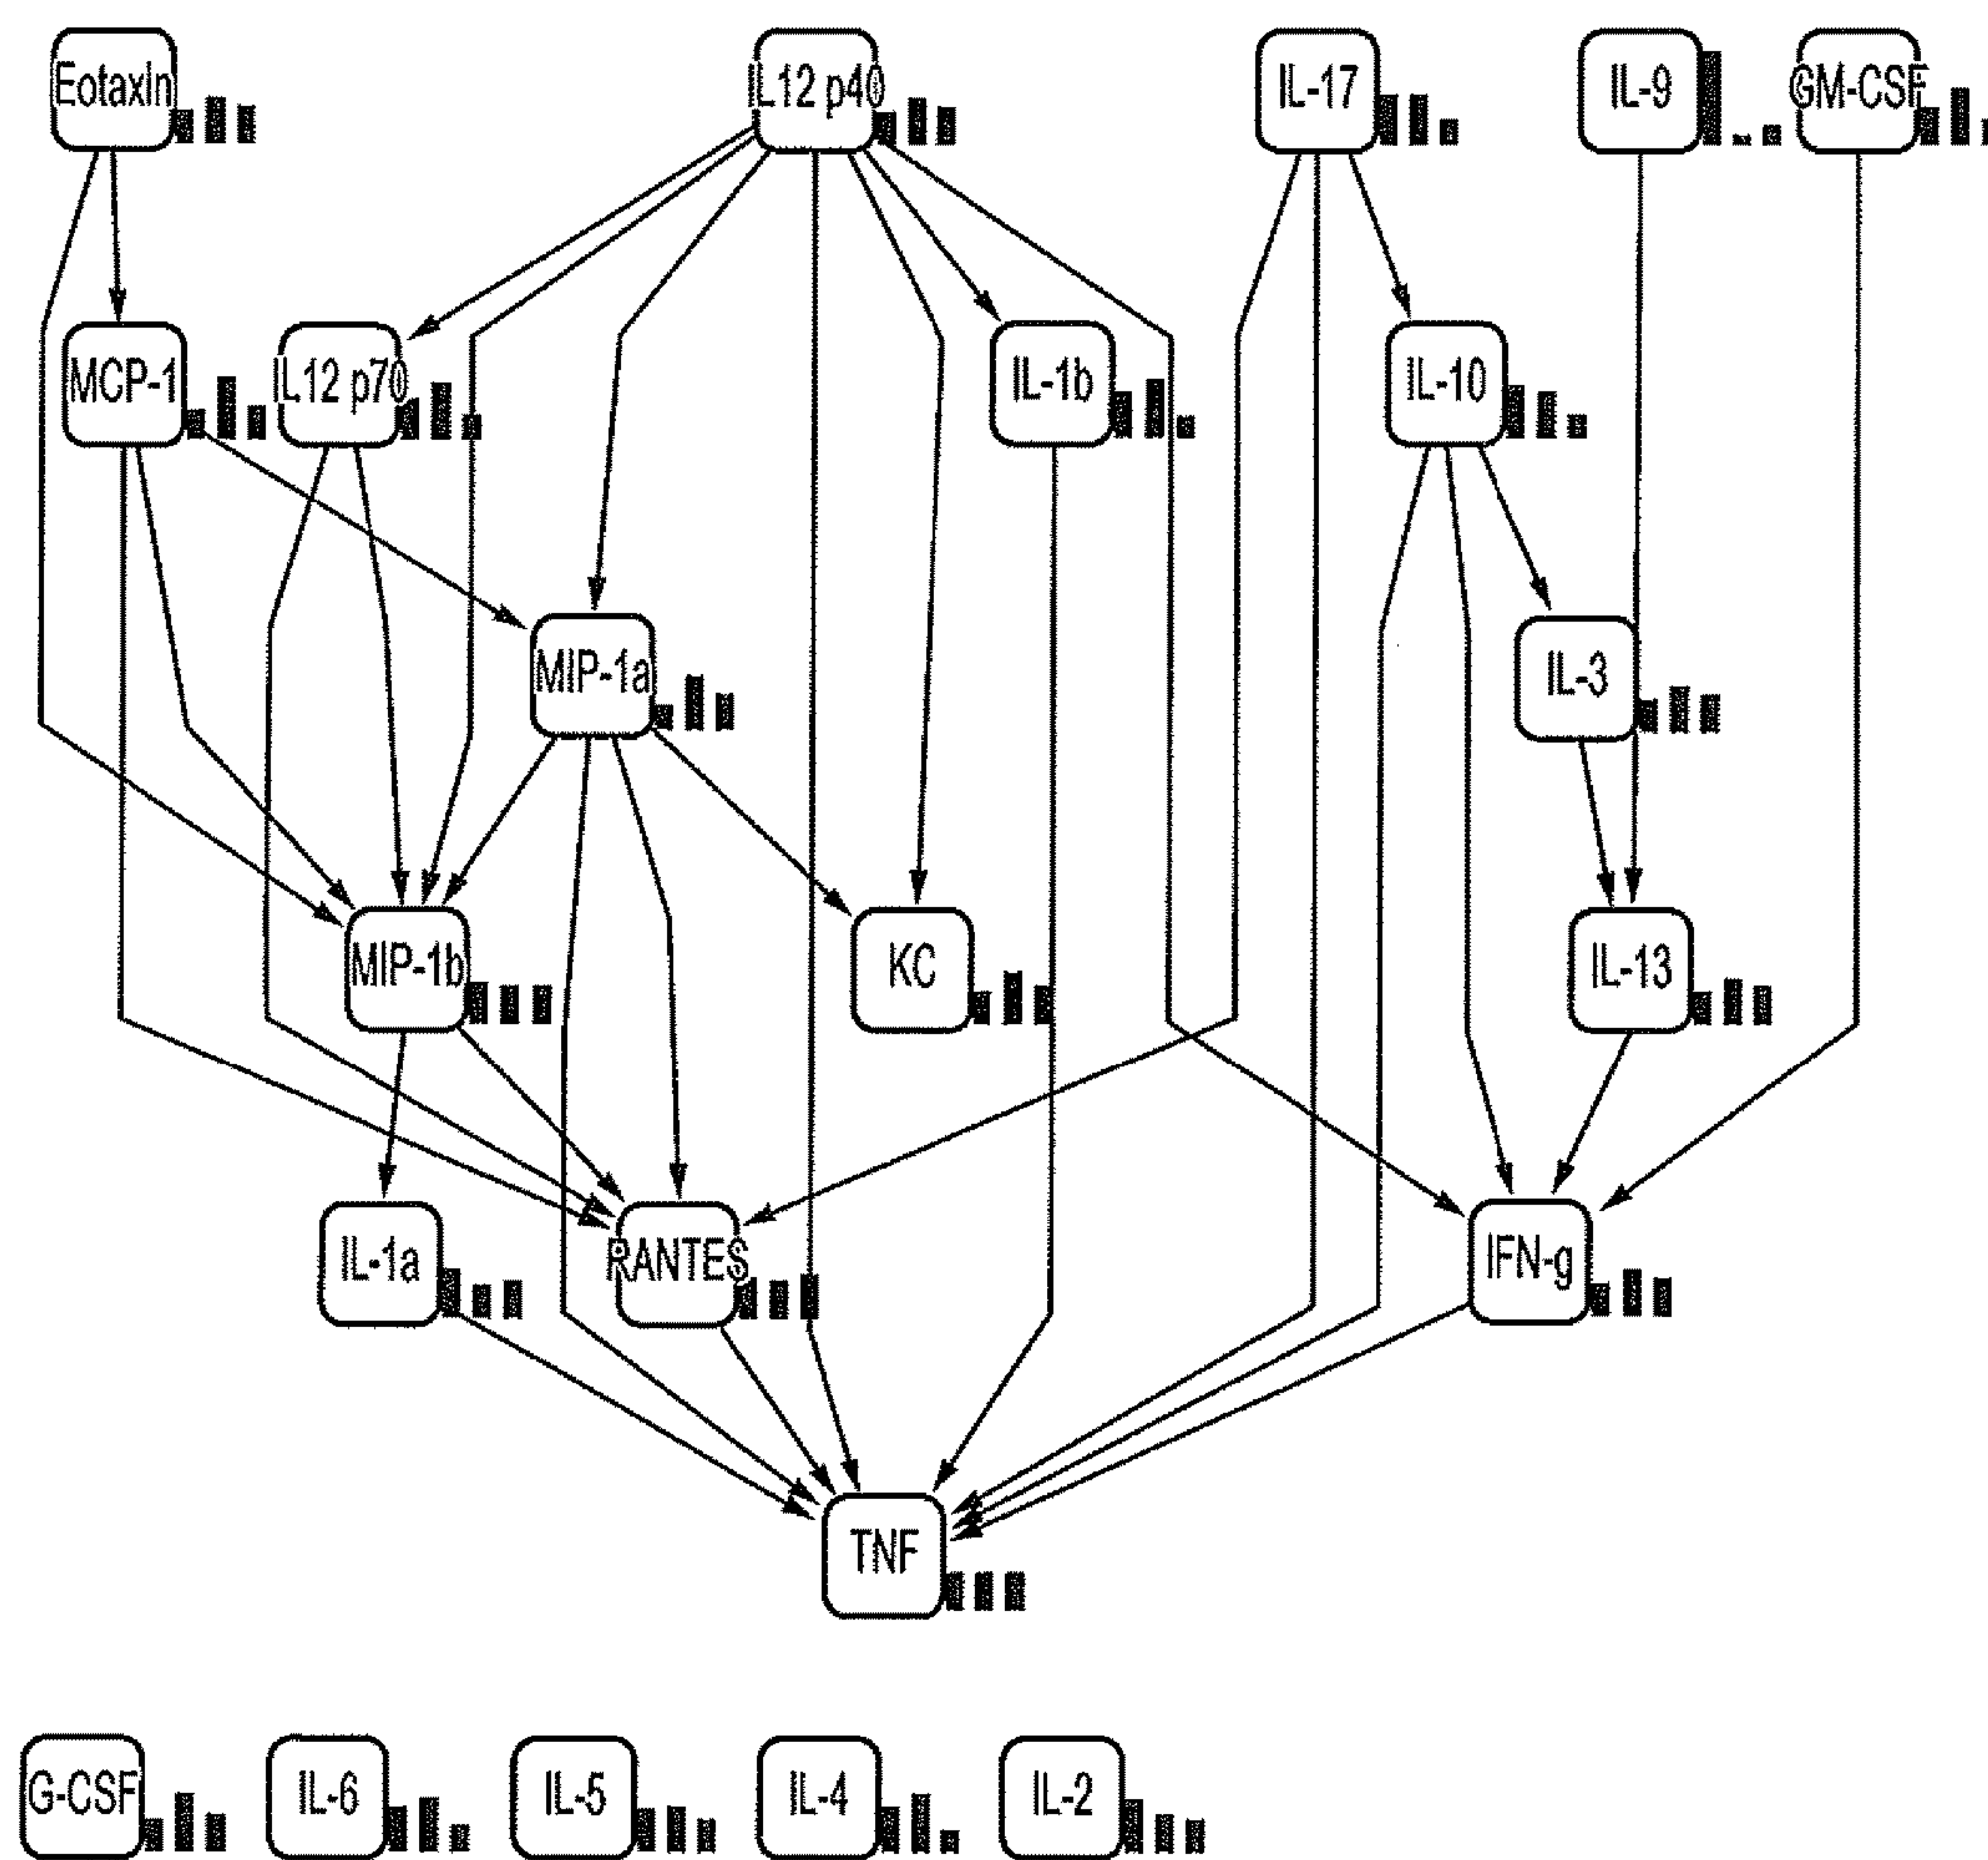 Eotaxin
IL12 p40
IL-17
IL-9
GM-CSF
MCP-1
IL12 p70
IL-1b
IL-10
MIP-1a
IL-3
MIP-1b
KC
IL-13
IL-1a
RANTES
IFN-g
TNF
G-CSF
IL-6
IL-5
IL-4
IL-2